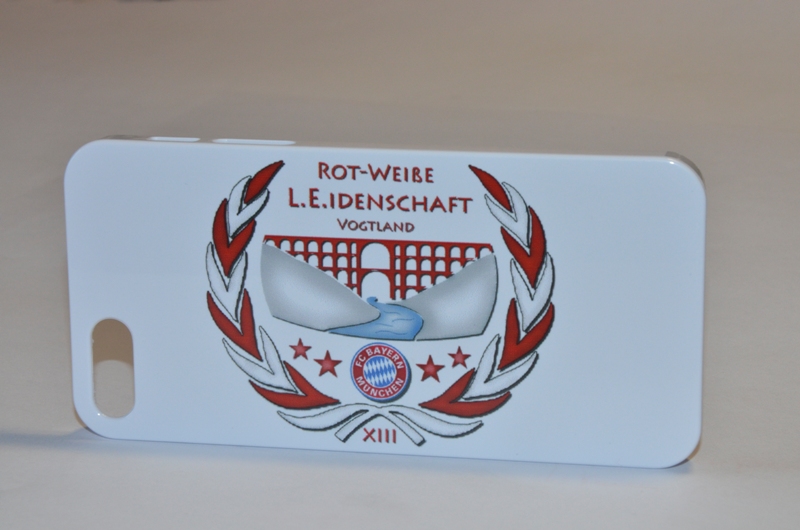 ROT-WEIßE
L.E.IDENSCHAFT
VOGTLAND
FC BAYERN
MÜNCHEN
XIII